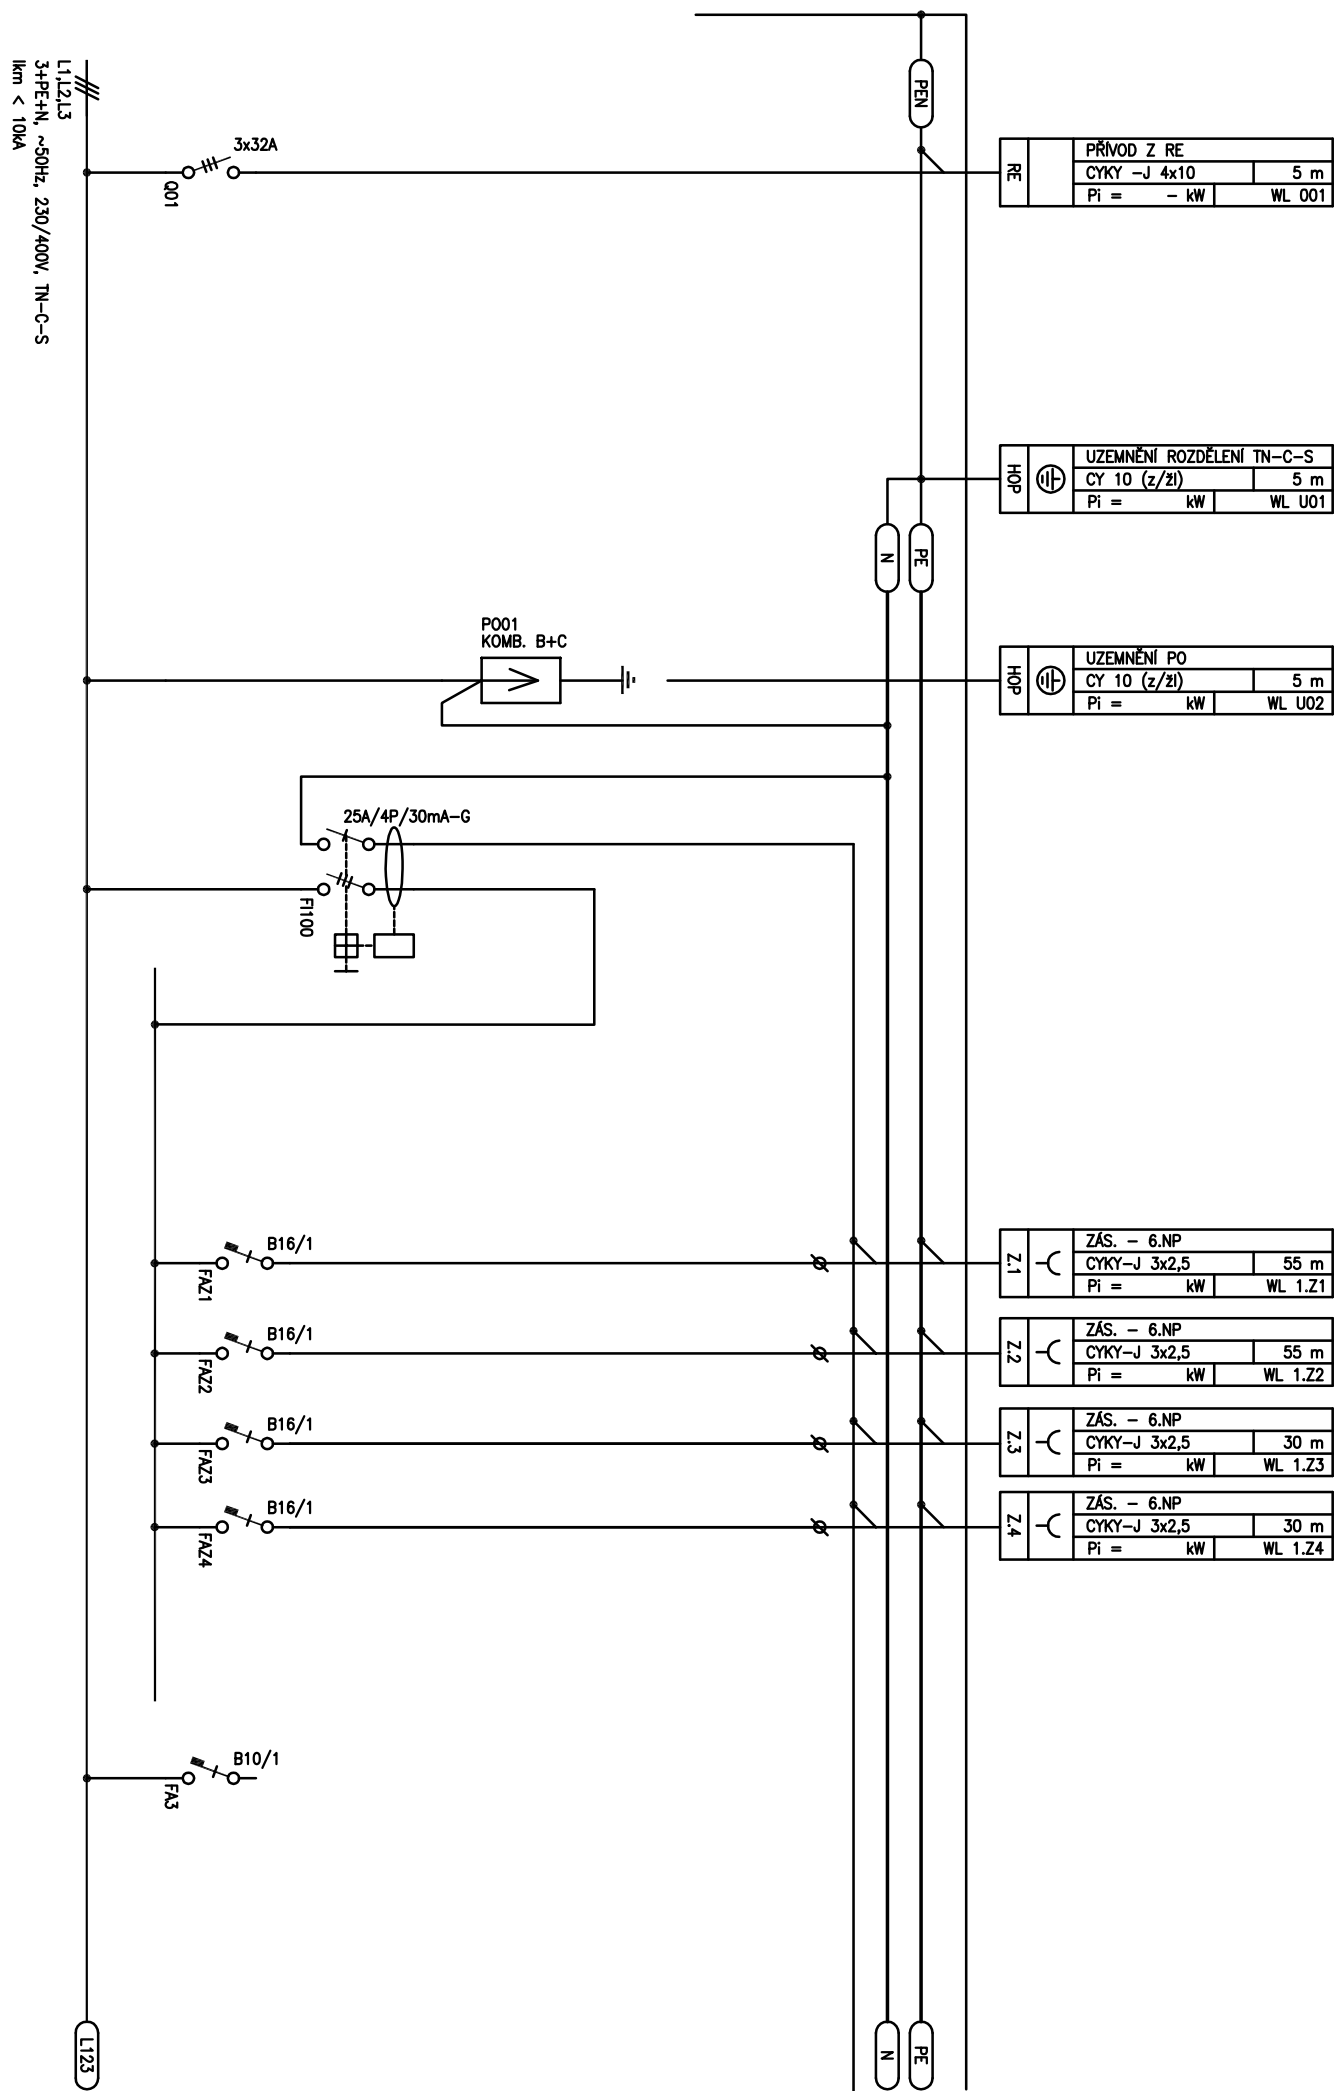 PEN
L1,L2,L3
3+PE+N, ~50Hz, 230/400V, TN-C-S
Ikm < 10kA
3x32A
Q01
RE
PŘÍVOD Z RE
CYKY -J 4x10 5 m
Pi = - kW WL 001
HOP
UZEMNĚNÍ ROZDĚLENÍ TN-C-S
CY 10 (z/žl) 5 m
Pi = kW WL U01
N
PE
PO01
KOMB. B+C
HOP
UZEMNĚNÍ PO
CY 10 (z/žl) 5 m
Pi = kW WL U02
25A/4P/30mA-G
FI100
B16/1
FAZ1
Z.1
ZÁS. - 6.NP
CYKY-J 3x2,5 55 m
Pi = kW WL 1.Z1
B16/1
FAZ2
Z.2
ZÁS. - 6.NP
CYKY-J 3x2,5 55 m
Pi = kW WL 1.Z2
B16/1
FAZ3
Z.3
ZÁS. - 6.NP
CYKY-J 3x2,5 30 m
Pi = kW WL 1.Z3
B16/1
FAZ4
Z.4
ZÁS. - 6.NP
CYKY-J 3x2,5 30 m
Pi = kW WL 1.Z4
B10/1
FA3
L123
N
PE